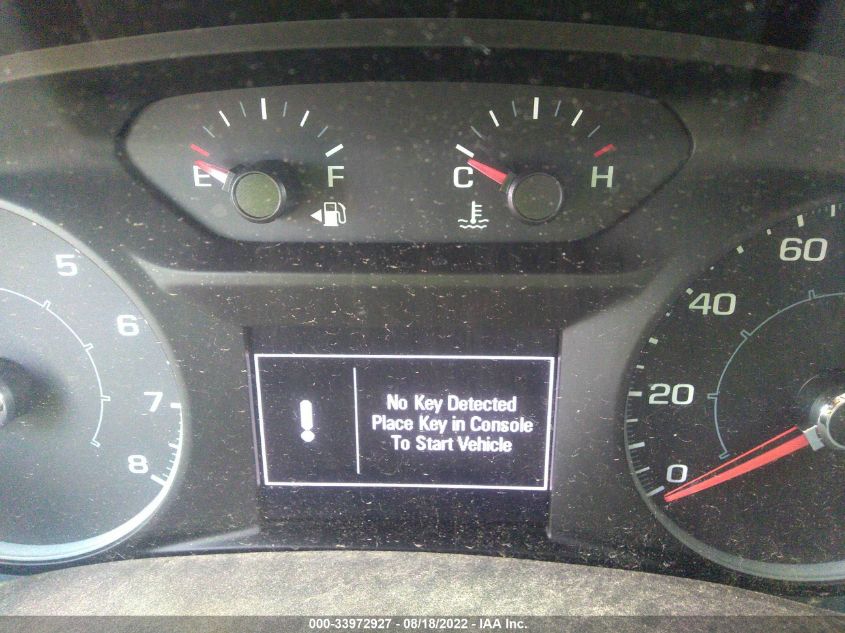 E F C H
5
6
7
8
60
40
20
0
No Key Detected
Place Key in Console
To Start Vehicle
000-33972927 - 08/18/2022 - IAA Inc.